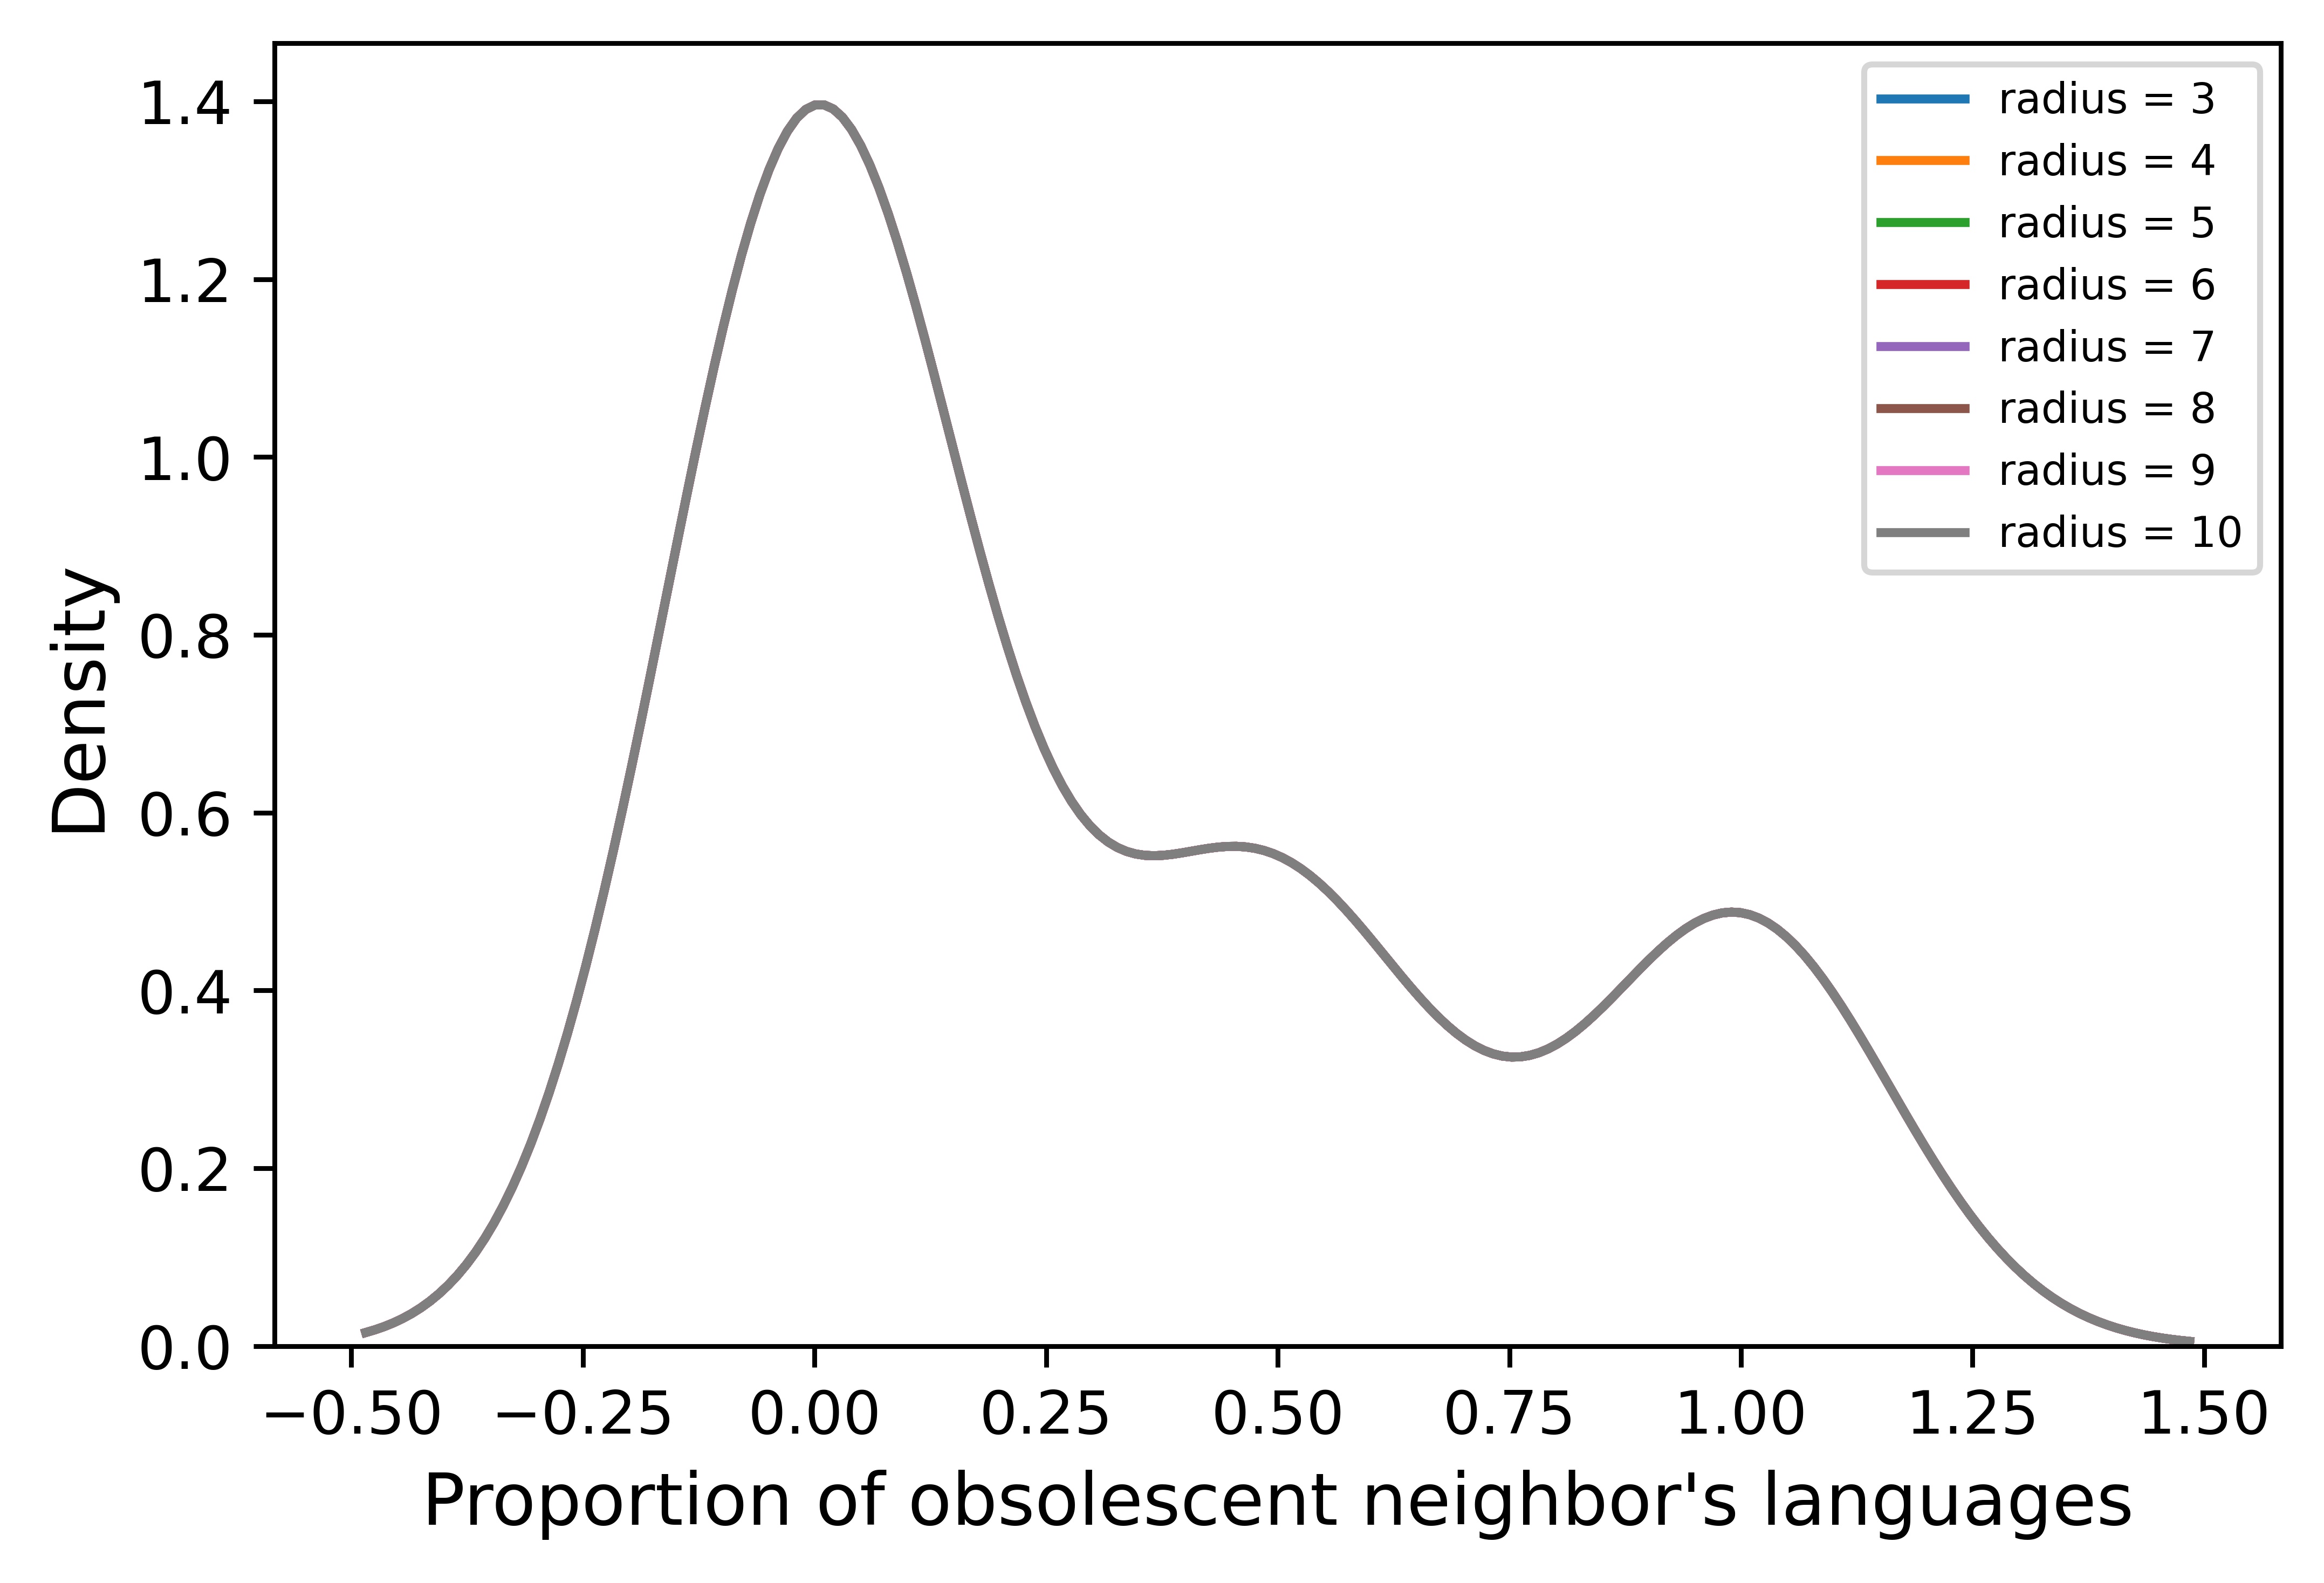 1.4
1.2
1.0
0.8
0.6
0.4
0.2
0.0
Density
radius = 3
radius = 4
radius = 5
radius = 6
radius = 7
radius = 8
radius = 9
radius = 10
−0.50 −0.25 0.00 0.25 0.50 0.75 1.00 1.25 1.50
Proportion of obsolescent neighbor's languages